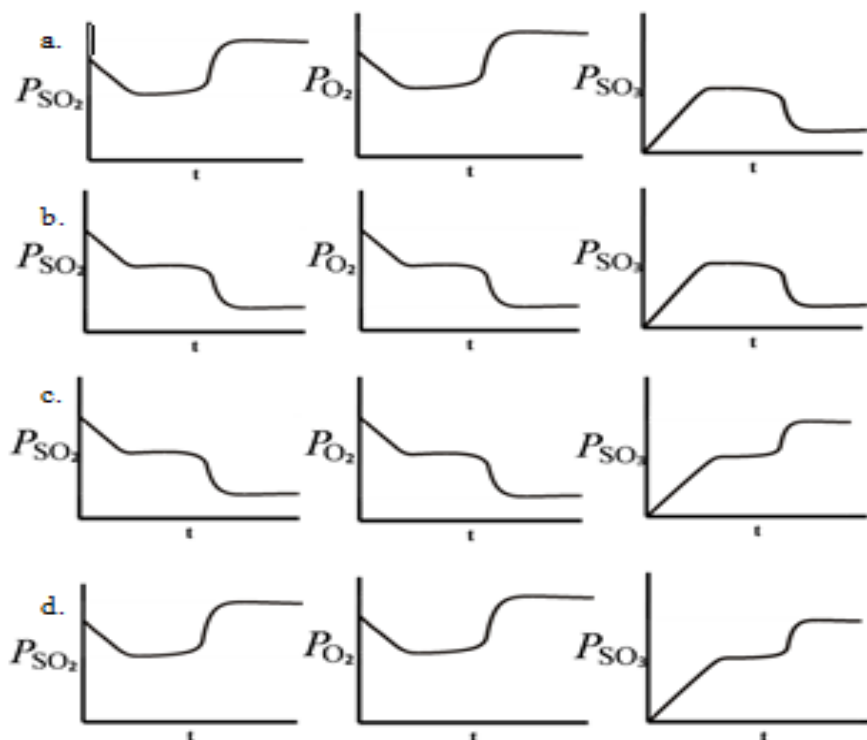 a.
P_SO₂ P_O₂ P_SO₃
t t t
b.
P_SO₂ P_O₂ P_SO₃
t t t
c.
P_SO₂ P_O₂ P_SO₃
t t t
d.
P_SO₂ P_O₂ P_SO₃
t t t